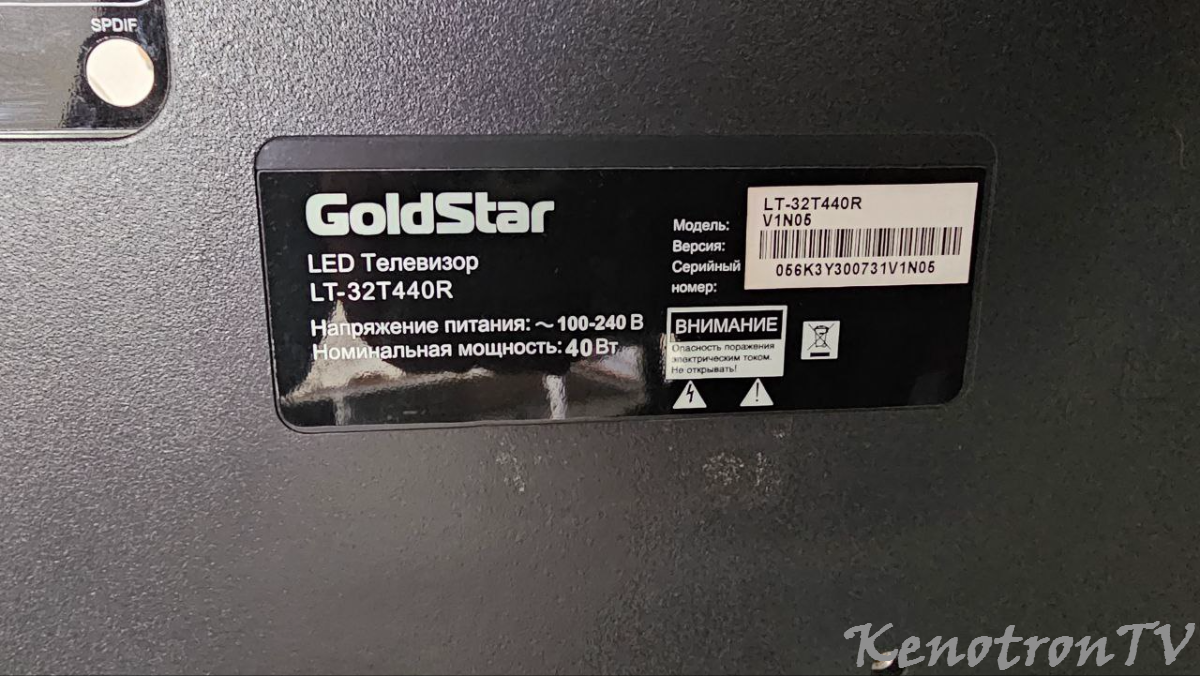 SPDIF
GoldStar
LED Телевизор
LT-32T440R
Напряжение питания: ~ 100-240 В
Номинальная мощность: 40 Вт
Модель:
Версия:
Серийный
номер:
LT-32T440R
V1N05
056K3Y300731V1N05
ВНИМАНИЕ
Опасность поражения
электрическим током.
Не открывать!
KenotronTV